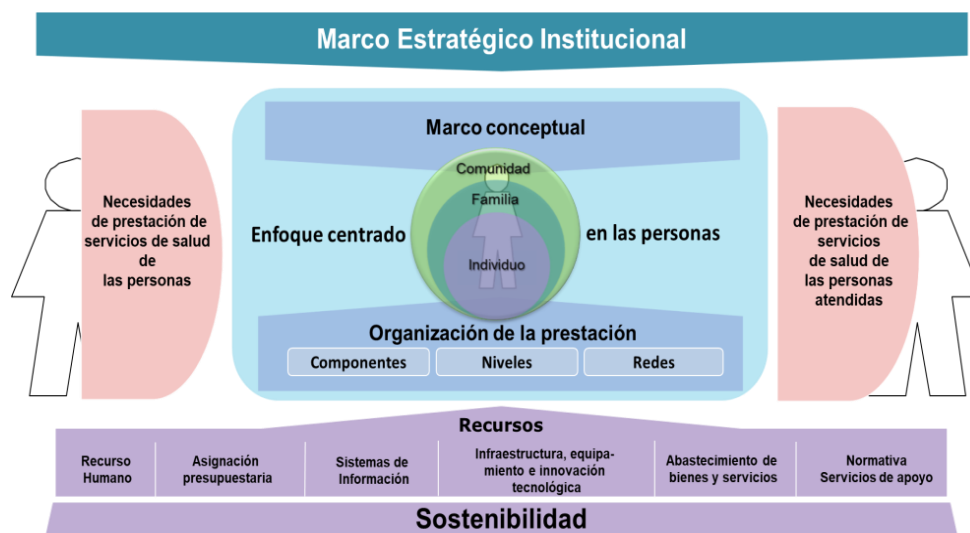 Marco Estratégico Institucional
Necesidades
de prestación de
servicios de salud
de
las personas
Marco conceptual
Comunidad
Familia
Enfoque centrado
en las personas
Individuo
Organización de la prestación
Componentes
Niveles
Redes
Necesidades
de prestación de
servicios
de salud de
las personas
atendidas
Recursos
Recurso
Humano
Asignación
presupuestaria
Sistemas de
Información
Infraestructura, equipa-
miento e innovación
tecnológica
Abastecimiento de
bienes y servicios
Normativa
Servicios de apoyo
Sostenibilidad